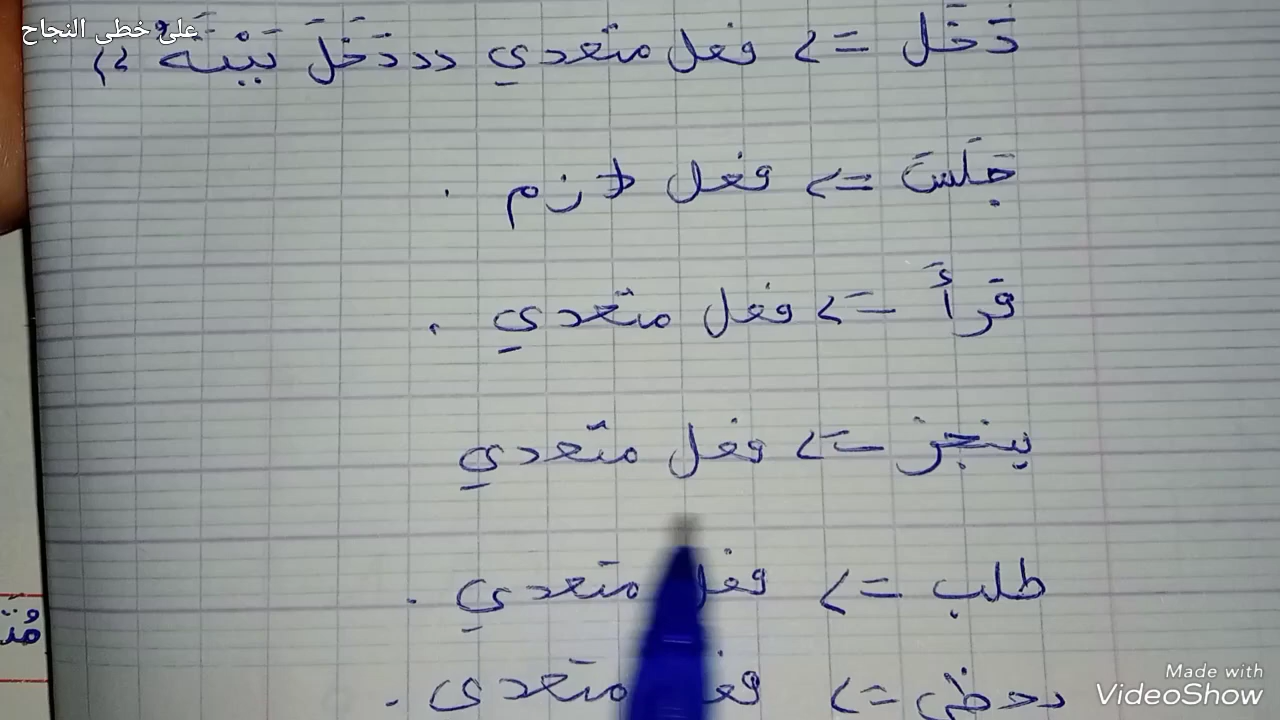 على خطى النجاح
دَخَل => فعل متعدي ((دَخَلَ بَيْتَهُ))
جَلَسَ => فعل لازم .
قرأَ => فعل متعدي .
ينجز => فعل متعدي
طلب => فعل متعدي .
=> فعل متعدي .
Made with
VideoShow